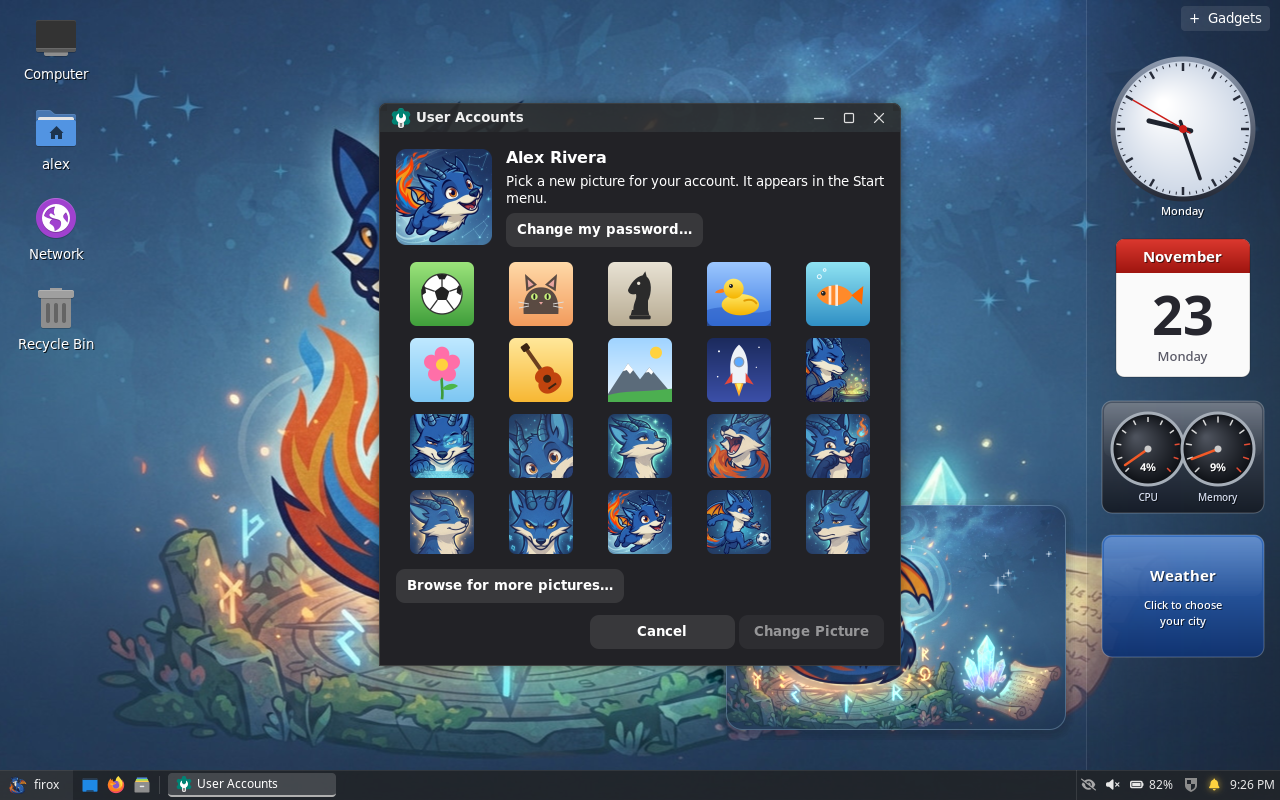 Computer
alex
Network
Recycle Bin
User Accounts
Alex Rivera
Pick a new picture for your account. It appears in the Start
menu.
Change my password...
Browse for more pictures...
Cancel
Change Picture
+ Gadgets
Monday
November
23
Monday
4%
9%
CPU
Memory
Weather
Click to choose
your city
firox
User Accounts
82%
9:26 PM